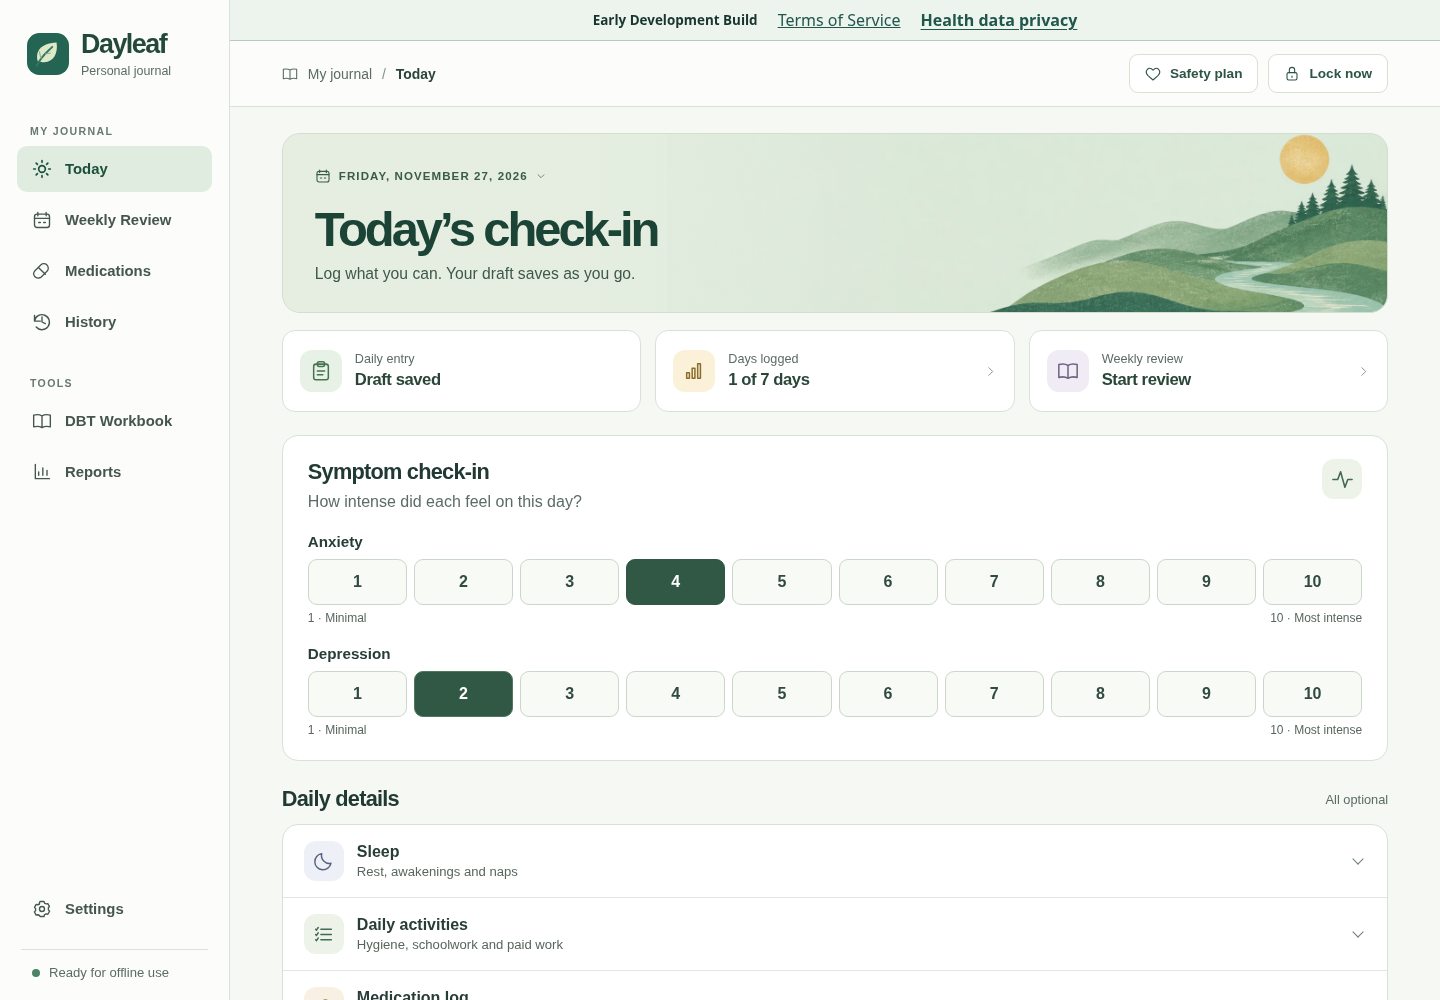 Dayleaf
Personal journal
MY JOURNAL
Today
Weekly Review
Medications
History
TOOLS
DBT Workbook
Reports
Settings
Ready for offline use
Early Development Build Terms of Service Health data privacy
My journal / Today
Safety plan
Lock now
FRIDAY, NOVEMBER 27, 2026
Today’s check-in
Log what you can. Your draft saves as you go.
Daily entry
Draft saved
Days logged
1 of 7 days
Weekly review
Start review
Symptom check-in
How intense did each feel on this day?
Anxiety
1 2 3 4 5 6 7 8 9 10
1 · Minimal 10 · Most intense
Depression
1 2 3 4 5 6 7 8 9 10
1 · Minimal 10 · Most intense
Daily details
All optional
Sleep
Rest, awakenings and naps
Daily activities
Hygiene, schoolwork and paid work
Medication log